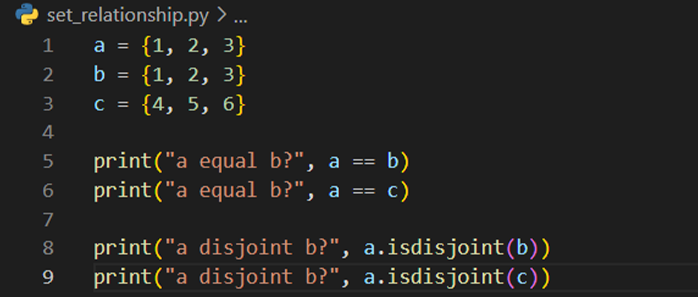 set_relationship.py > ...
1 a = {1, 2, 3}
2 b = {1, 2, 3}
3 c = {4, 5, 6}
4
5 print("a equal b?", a == b)
6 print("a equal b?", a == c)
7
8 print("a disjoint b?", a.isdisjoint(b))
9 print("a disjoint b?", a.isdisjoint(c))